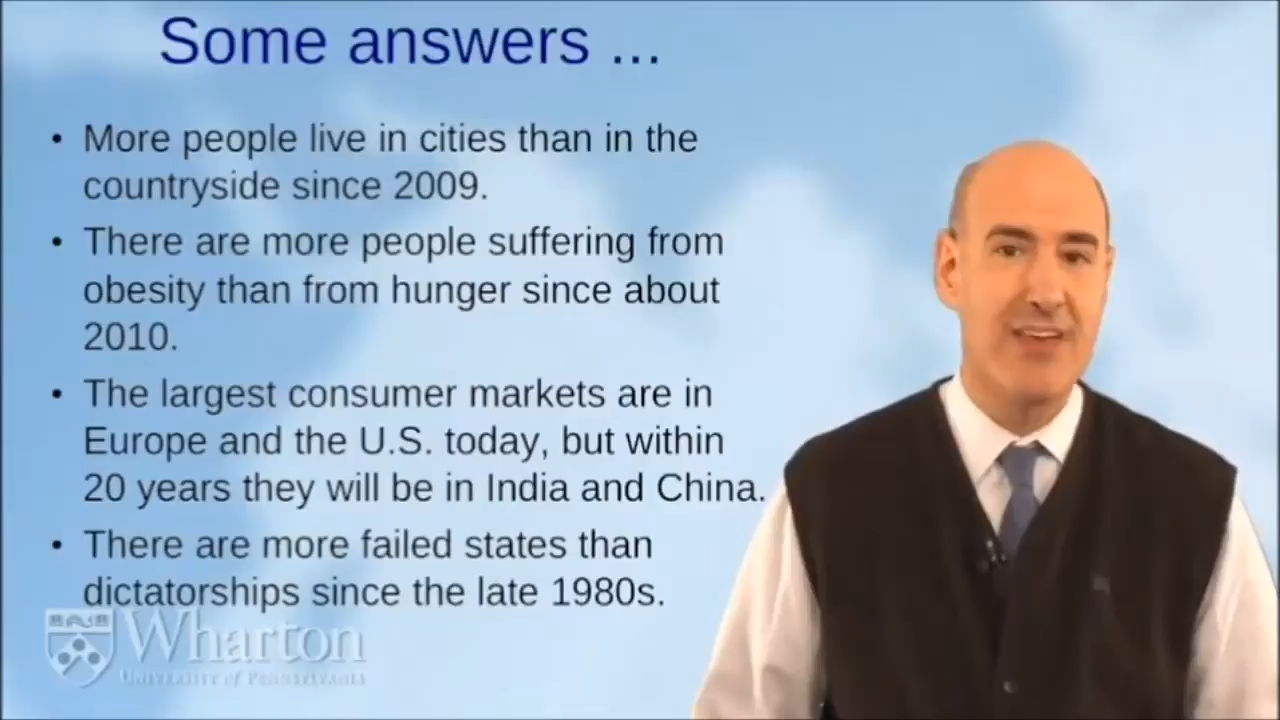 Some answers ...
• More people live in cities than in the
countryside since 2009.
• There are more people suffering from
obesity than from hunger since about
2010.
• The largest consumer markets are in
Europe and the U.S. today, but within
20 years they will be in India and China.
• There are more failed states than
dictatorships since the late 1980s.
Wharton
UNIVERSITY of PENNSYLVANIA